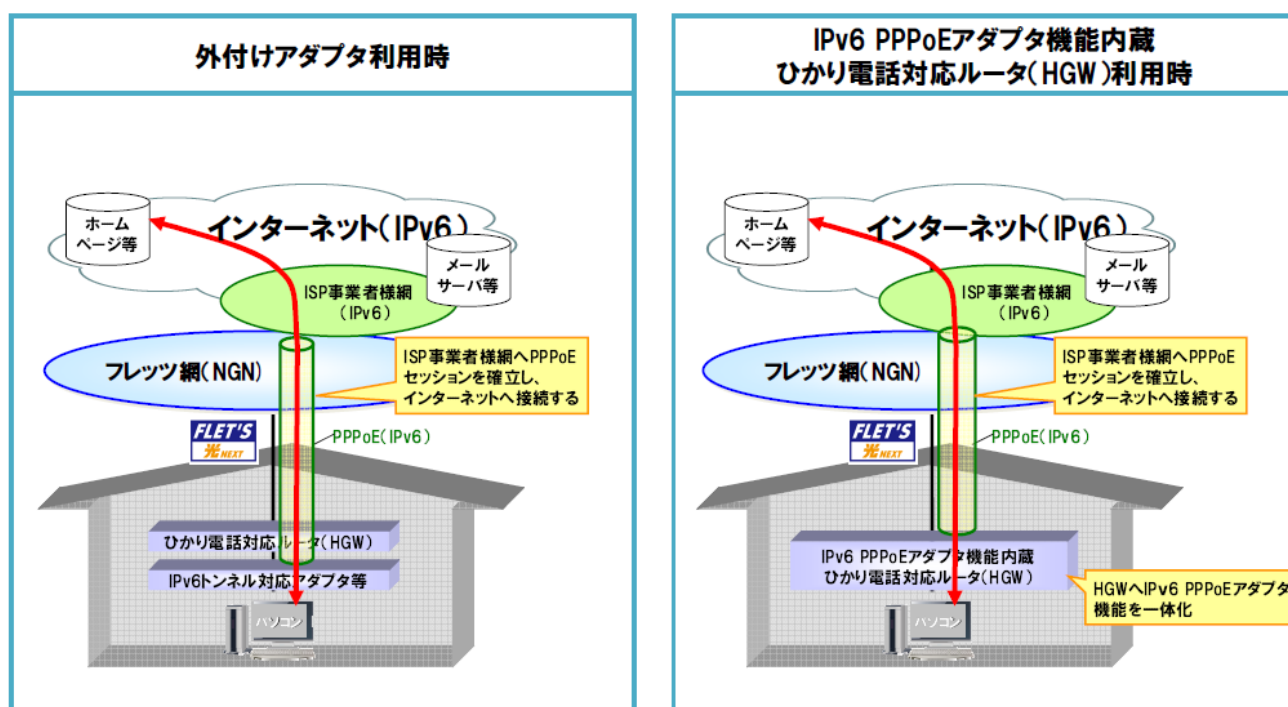 外付けアダプタ利用時
インターネット(IPv6)
ホーム
ページ等
メール
サーバ等
ISP事業者様網
(IPv6)
フレッツ網(NGN)
ISP事業者様網へPPPoE
セッションを確立し、
インターネットへ接続する
FLET'S
光NEXT
PPPoE(IPv6)
ひかり電話対応ルータ(HGW)
IPv6トンネル対応アダプタ等
パソコン
IPv6 PPPoEアダプタ機能内蔵
ひかり電話対応ルータ(HGW)利用時
インターネット(IPv6)
ホーム
ページ等
メール
サーバ等
ISP事業者様網
(IPv6)
フレッツ網(NGN)
ISP事業者様網へPPPoE
セッションを確立し、
インターネットへ接続する
FLET'S
光NEXT
PPPoE(IPv6)
IPv6 PPPoEアダプタ機能内蔵
ひかり電話対応ルータ(HGW)
HGWへIPv6 PPPoEアダプタ
機能を一体化
パソコン